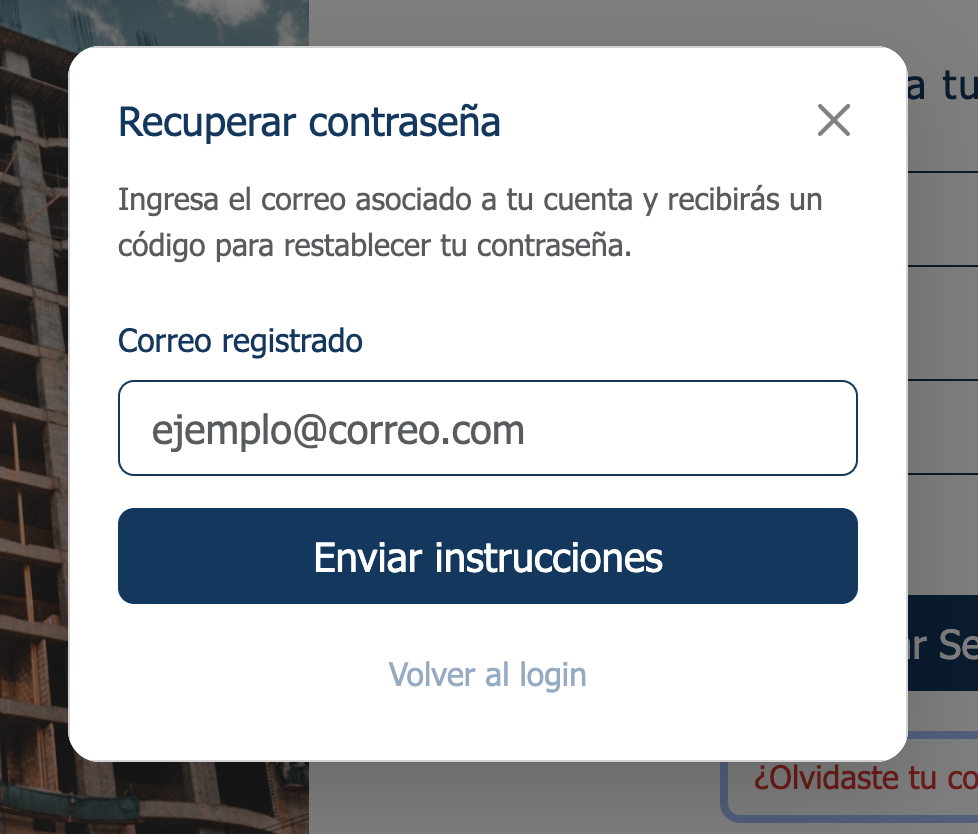 a tu
Recuperar contraseña
Ingresa el correo asociado a tu cuenta y recibirás un
código para restablecer tu contraseña.
Correo registrado
ejemplo@correo.com
Enviar instrucciones
Volver al login
¿Olvidaste tu